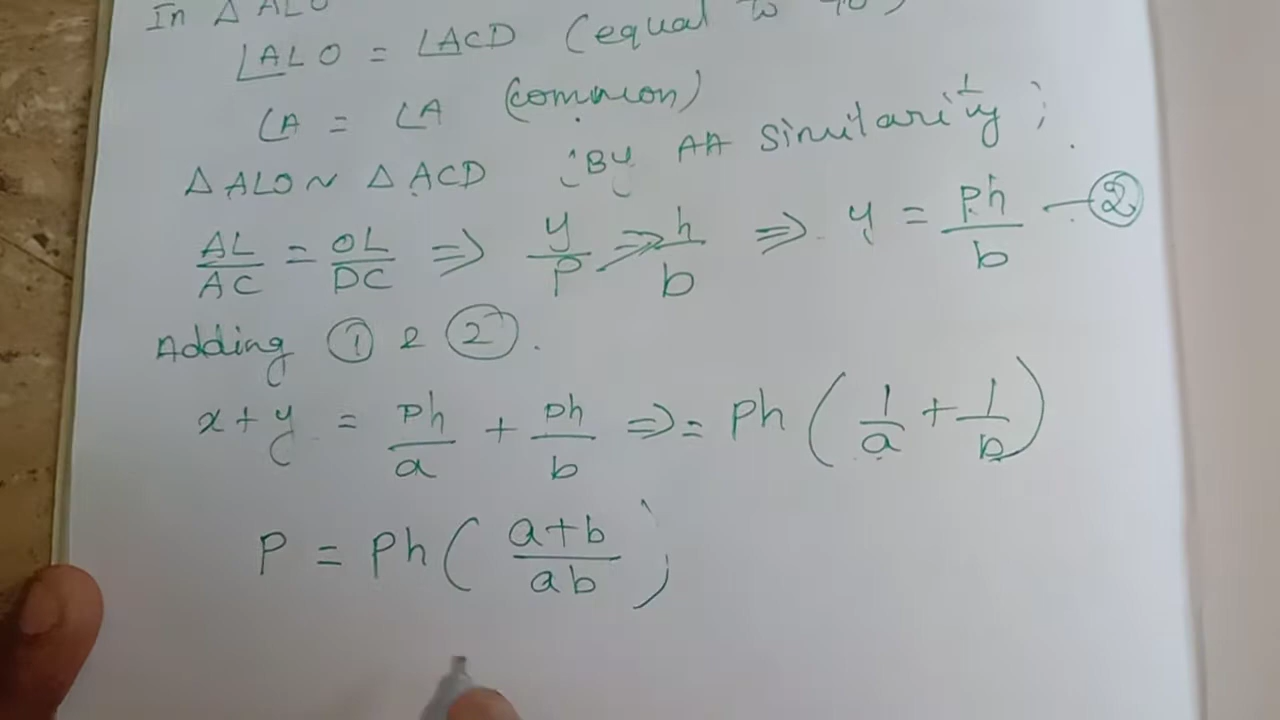 In △ ALO
∠ALO = ∠ACD (equal to 90)
∠A = ∠A (common)
△ ALO ~ △ ACD (By AA Similarity)
AL/AC = OL/DC ⇒ y/P ⇒ h/b ⇒ y = Ph/b — ②
Adding ① & ②.
x + y = Ph/a + Ph/b ⇒ = Ph (1/a + 1/b)
P = Ph ( a+b / ab )